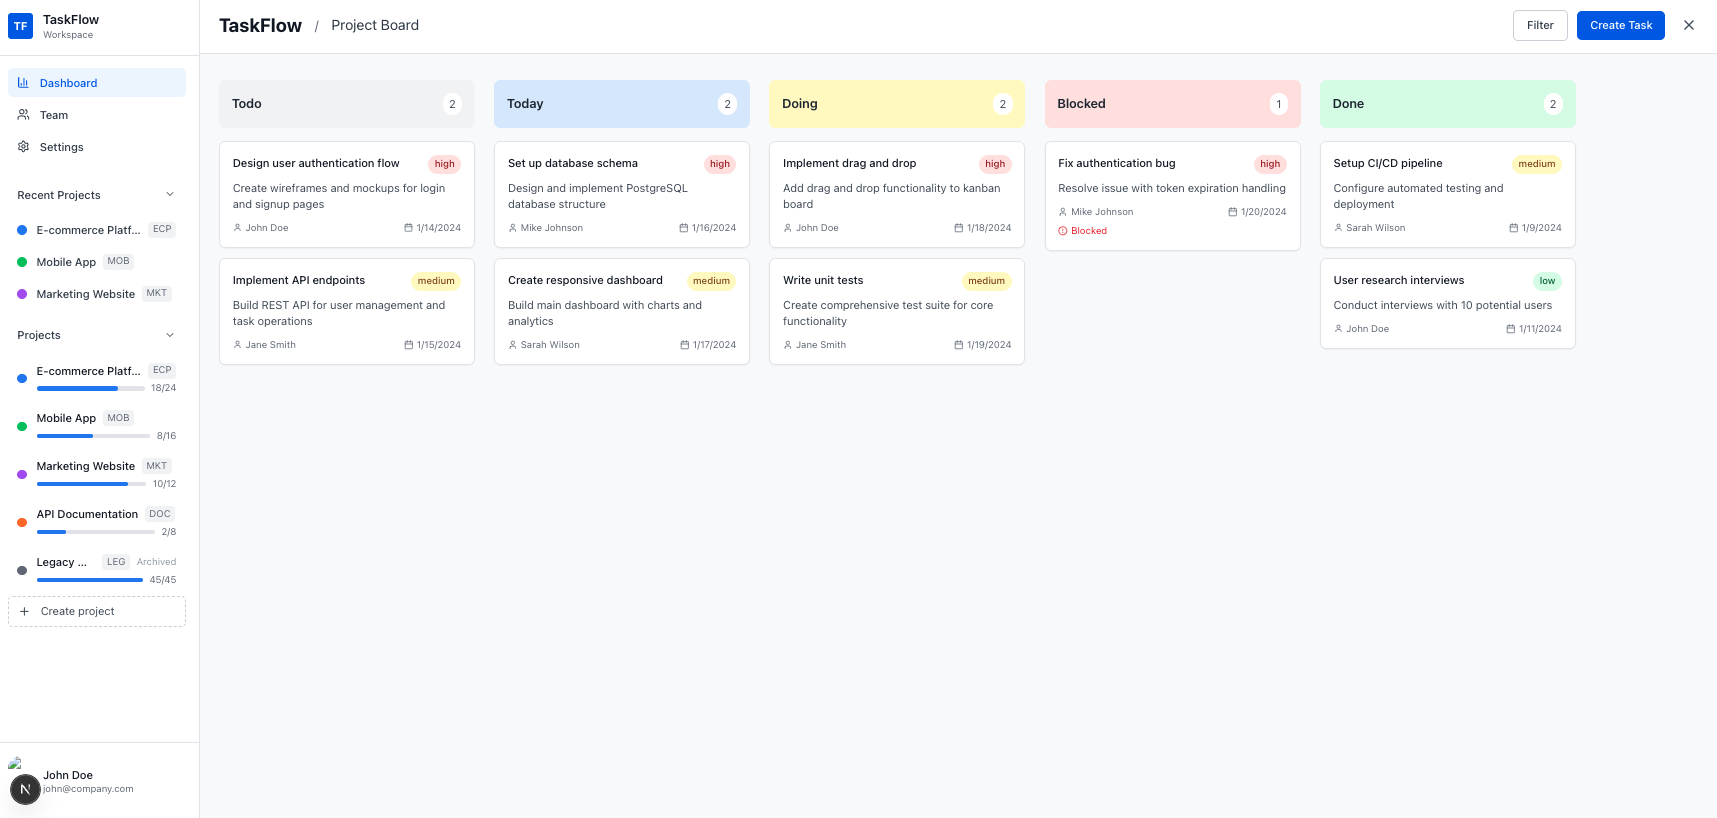 TF
TaskFlow
Workspace
Dashboard
Team
Settings
Recent Projects
E-commerce Platf... ECP
Mobile App MOB
Marketing Website MKT
Projects
E-commerce Platf... ECP
18/24
Mobile App MOB
8/16
Marketing Website MKT
10/12
API Documentation DOC
2/8
Legacy ... LEG Archived
45/45
Create project
N
John Doe
john@company.com
TaskFlow / Project Board
Filter
Create Task
Todo 2
Design user authentication flow high
Create wireframes and mockups for login
and signup pages
John Doe 1/14/2024
Implement API endpoints medium
Build REST API for user management and
task operations
Jane Smith 1/15/2024
Today 2
Set up database schema high
Design and implement PostgreSQL
database structure
Mike Johnson 1/16/2024
Create responsive dashboard medium
Build main dashboard with charts and
analytics
Sarah Wilson 1/17/2024
Doing 2
Implement drag and drop high
Add drag and drop functionality to kanban
board
John Doe 1/18/2024
Write unit tests medium
Create comprehensive test suite for core
functionality
Jane Smith 1/19/2024
Blocked 1
Fix authentication bug high
Resolve issue with token expiration handling
Mike Johnson 1/20/2024
Blocked
Done 2
Setup CI/CD pipeline medium
Configure automated testing and
deployment
Sarah Wilson 1/9/2024
User research interviews low
Conduct interviews with 10 potential users
John Doe 1/11/2024